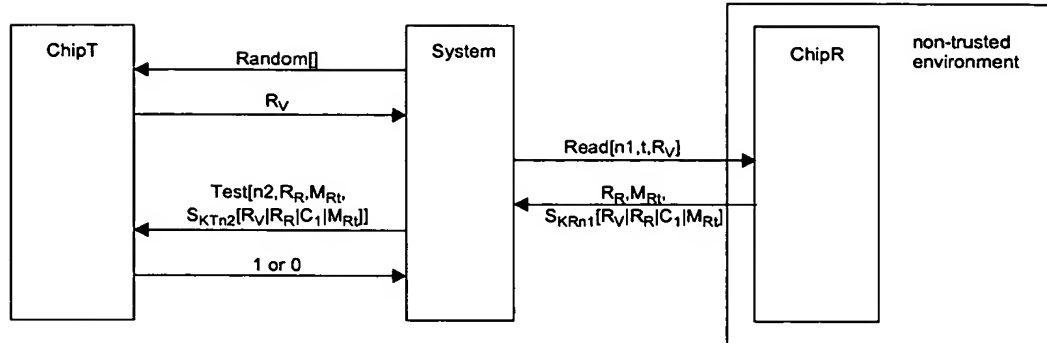 ChipT
System
ChipR
non-trusted
environment
Random[]
R_V
Read[n1,t,R_V}
Test[n2,R_R,M_Rt,
S_KTn2[R_V|R_R|C_1|M_Rt]]
R_R,M_Rt,
S_KRn1[R_V|R_R|C_1|M_Rt]
1 or 0